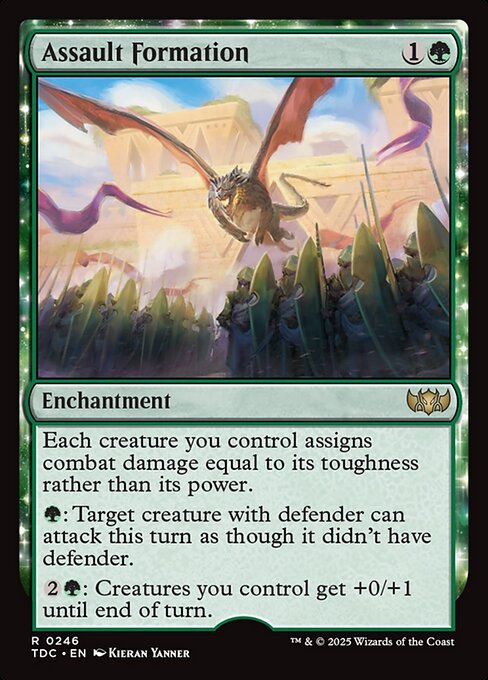 Assault Formation 1
Enchantment
Each creature you control assigns
combat damage equal to its toughness
rather than its power.
: Target creature with defender can
attack this turn as though it didn't have
defender.
2 : Creatures you control get +0/+1
until end of turn.
R 0246 ™ & © 2025 Wizards of the Coast
TDC • EN Kieran Yanner